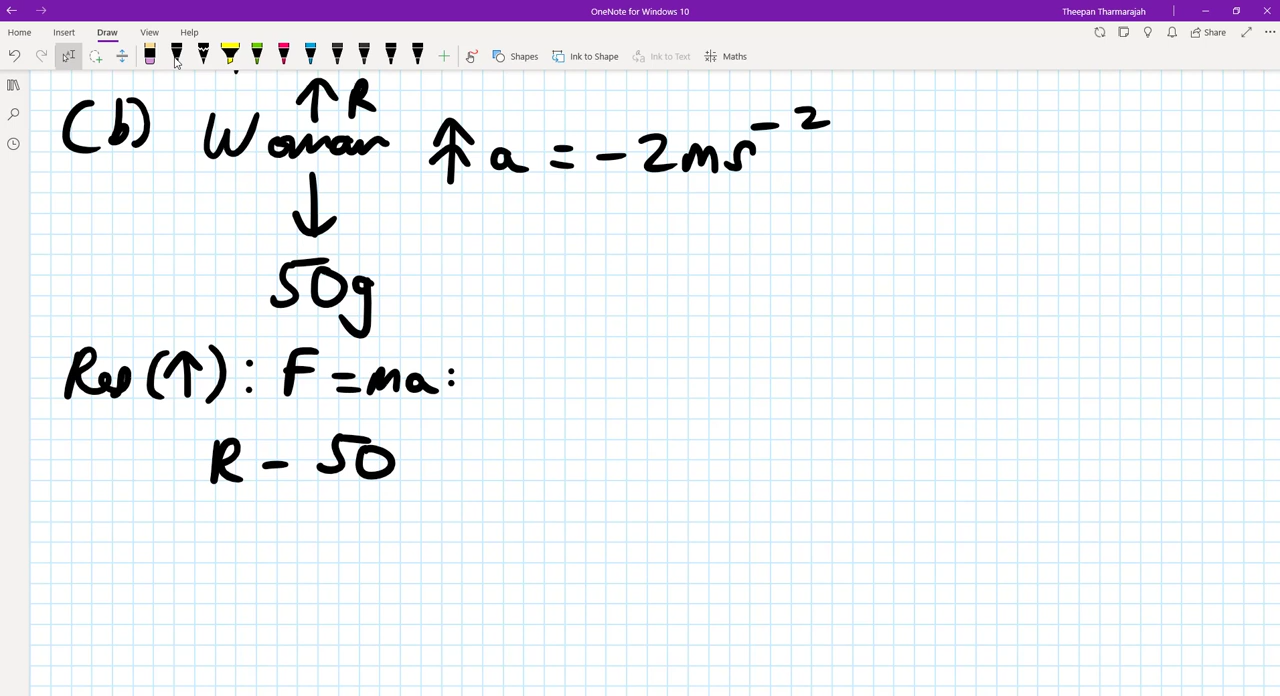 OneNote for Windows 10
Theepan Tharmarajah
Home Insert Draw View Help
Shapes Ink to Shape Ink to Text Maths Share
↑ R
(b) Woman ↑ a = -2ms⁻²
↓
50g
Res (↑): F = ma:
R - 50